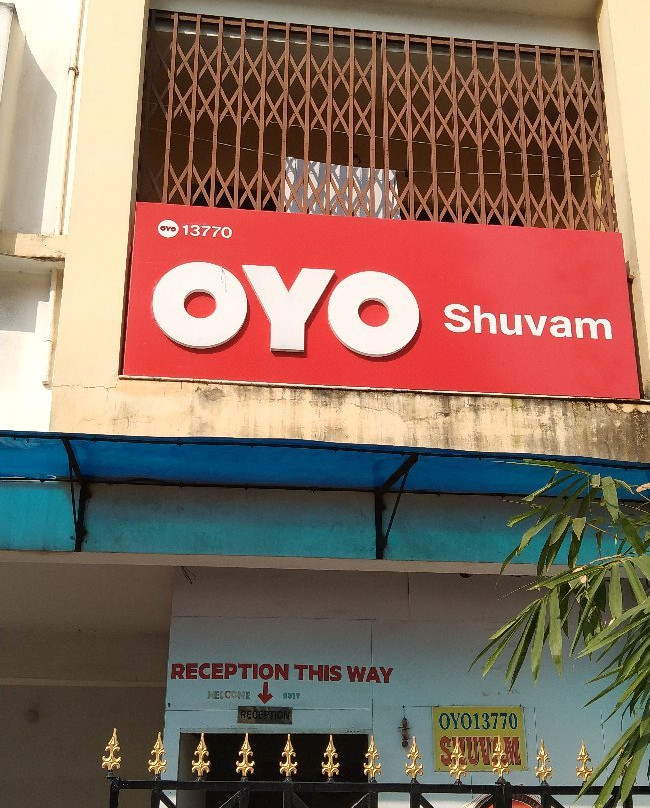 OYO 13770
OYO Shuvam
RECEPTION THIS WAY
WELCOME
RECEPTION
OYO13770
SHUVAM